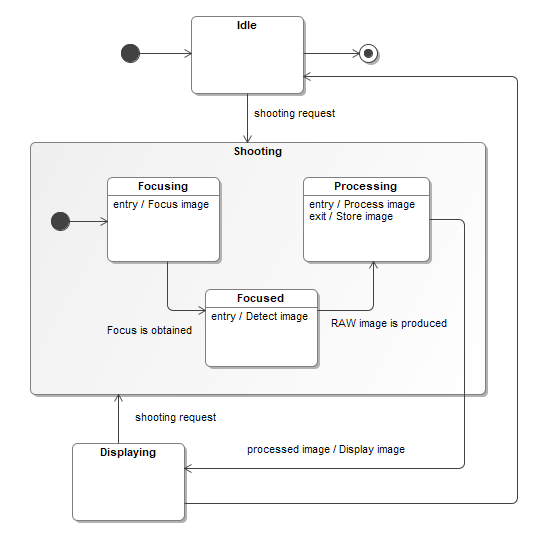 Idle
shooting request
Shooting
Focusing
entry / Focus image
Processing
entry / Process image
exit / Store image
Focused
entry / Detect image
Focus is obtained
RAW image is produced
shooting request
Displaying
processed image / Display image